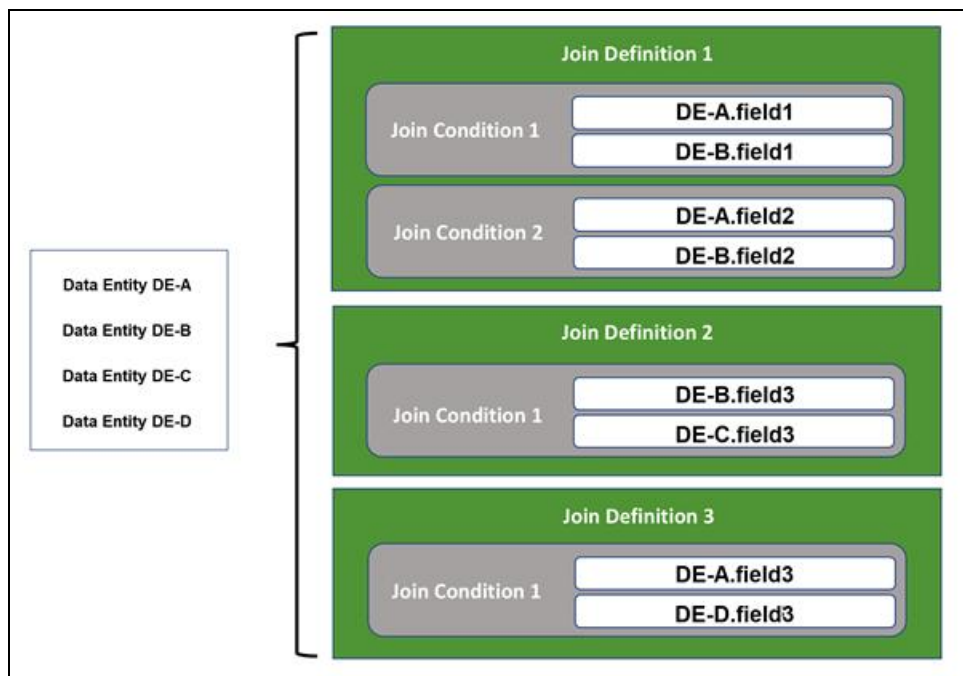 Data Entity DE-A
Data Entity DE-B
Data Entity DE-C
Data Entity DE-D
Join Definition 1
Join Condition 1
DE-A.field1
DE-B.field1
Join Condition 2
DE-A.field2
DE-B.field2
Join Definition 2
Join Condition 1
DE-B.field3
DE-C.field3
Join Definition 3
Join Condition 1
DE-A.field3
DE-D.field3